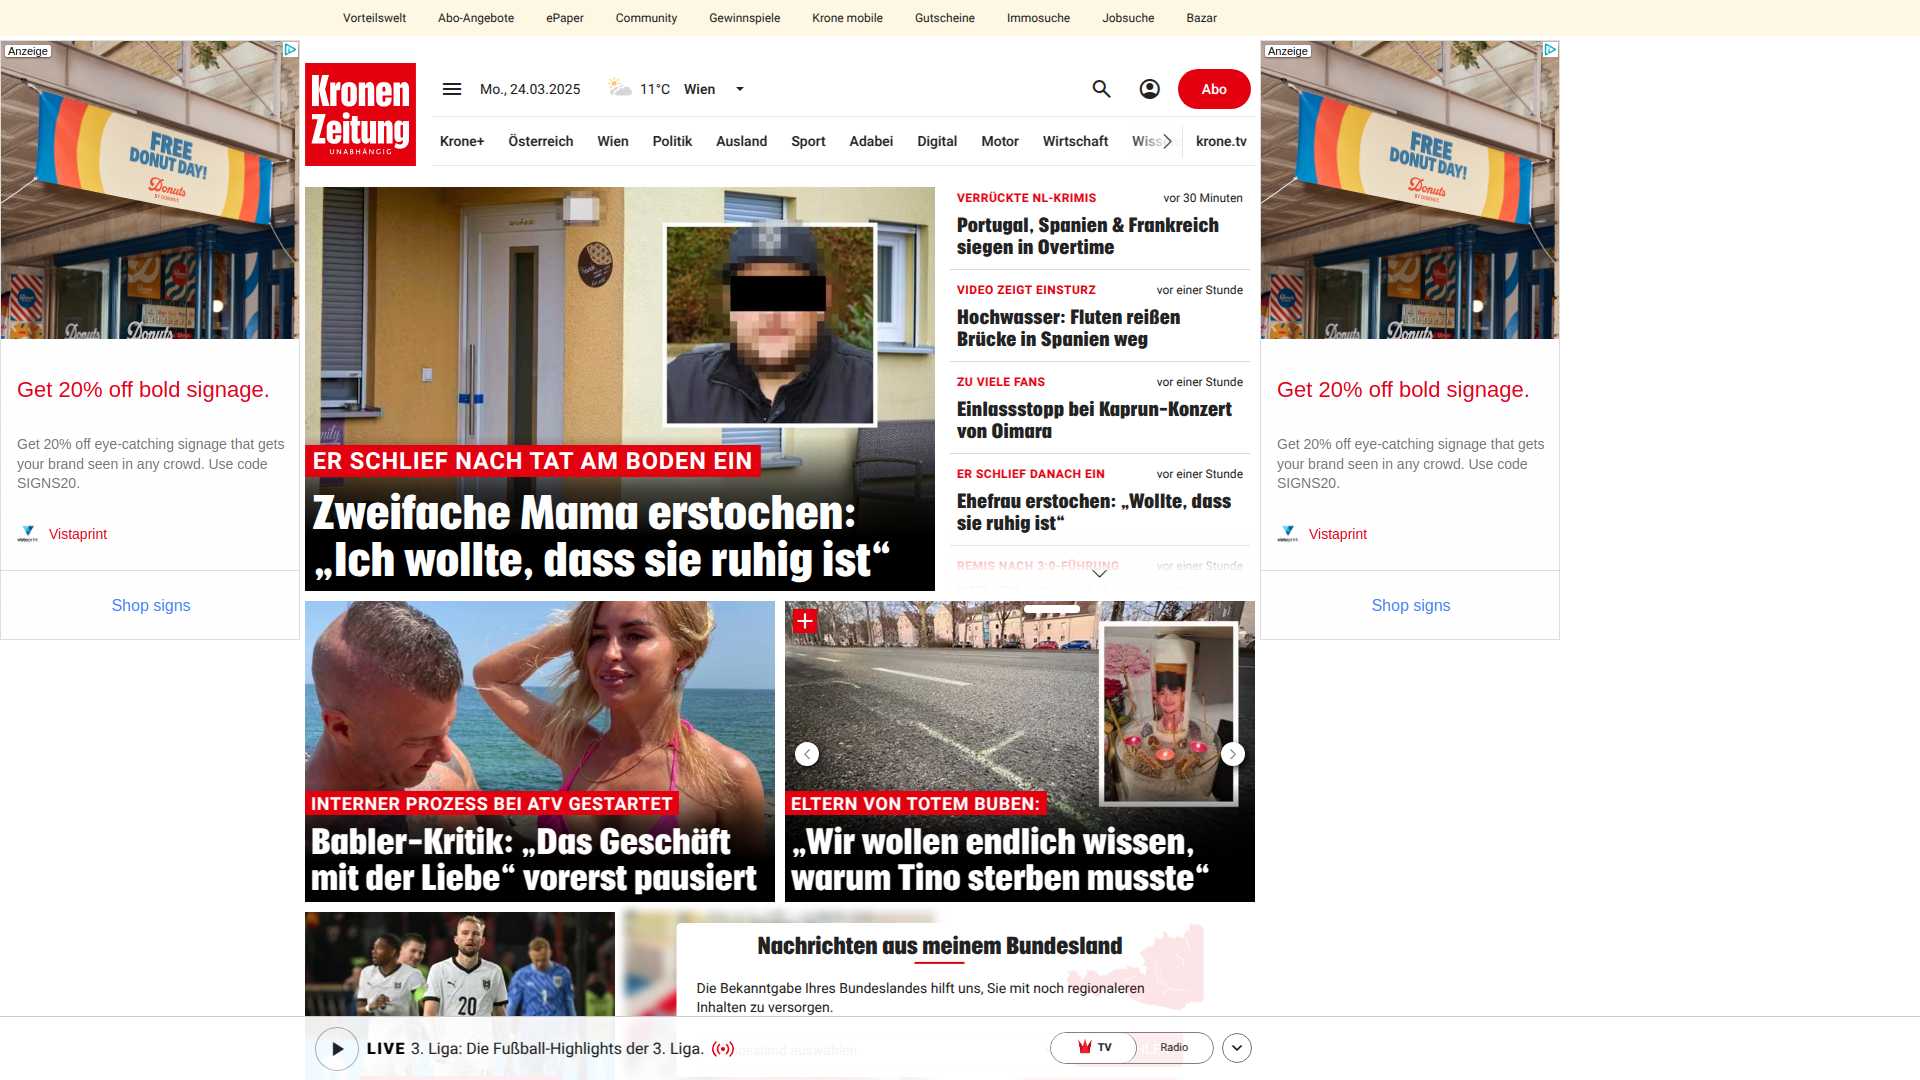 Vorteilswelt Abo-Angebote ePaper Community Gewinnspiele Krone mobile Gutscheine Immosuche Jobsuche Bazar
Anzeige
FREE
DONUT DAY!
Donuts
Donuts
Donuts
Get 20% off bold signage.
Get 20% off eye-catching signage that gets
your brand seen in any crowd. Use code
SIGNS20.
Vistaprint
Shop signs
Kronen
Zeitung
UNABHÄNGIG
Mo., 24.03.2025 11°C Wien
Abo
Krone+ Österreich Wien Politik Ausland Sport Adabei Digital Motor Wirtschaft krone.tv
ER SCHLIEF NACH TAT AM BODEN EIN
Zweifache Mama erstochen:
„Ich wollte, dass sie ruhig ist“
VERRÜCKTE NL-KRIMIS vor 30 Minuten
Portugal, Spanien & Frankreich
siegen in Overtime
VIDEO ZEIGT EINSTURZ vor einer Stunde
Hochwasser: Fluten reißen
Brücke in Spanien weg
ZU VIELE FANS vor einer Stunde
Einlassstopp bei Kaprun-Konzert
von Oimara
ER SCHLIEF DANACH EIN vor einer Stunde
Ehefrau erstochen: „Wollte, dass
sie ruhig ist“
REMIS NACH 3:0-FÜHRUNG vor einer Stunde
INTERNER PROZESS BEI ATV GESTARTET
Babler-Kritik: „Das Geschäft
mit der Liebe“ vorerst pausiert
ELTERN VON TOTEM BUBEN:
„Wir wollen endlich wissen,
warum Tino sterben musste“
20
1
Nachrichten aus meinem Bundesland
Die Bekanntgabe Ihres Bundeslandes hilft uns, Sie mit noch regionaleren
Inhalten zu versorgen.
LIVE 3. Liga: Die Fußball-Highlights der 3. Liga.
TV Radio
Anzeige
FREE
DONUT DAY!
Donuts
Donuts
Donuts
Get 20% off bold signage.
Get 20% off eye-catching signage that gets
your brand seen in any crowd. Use code
SIGNS20.
Vistaprint
Shop signs